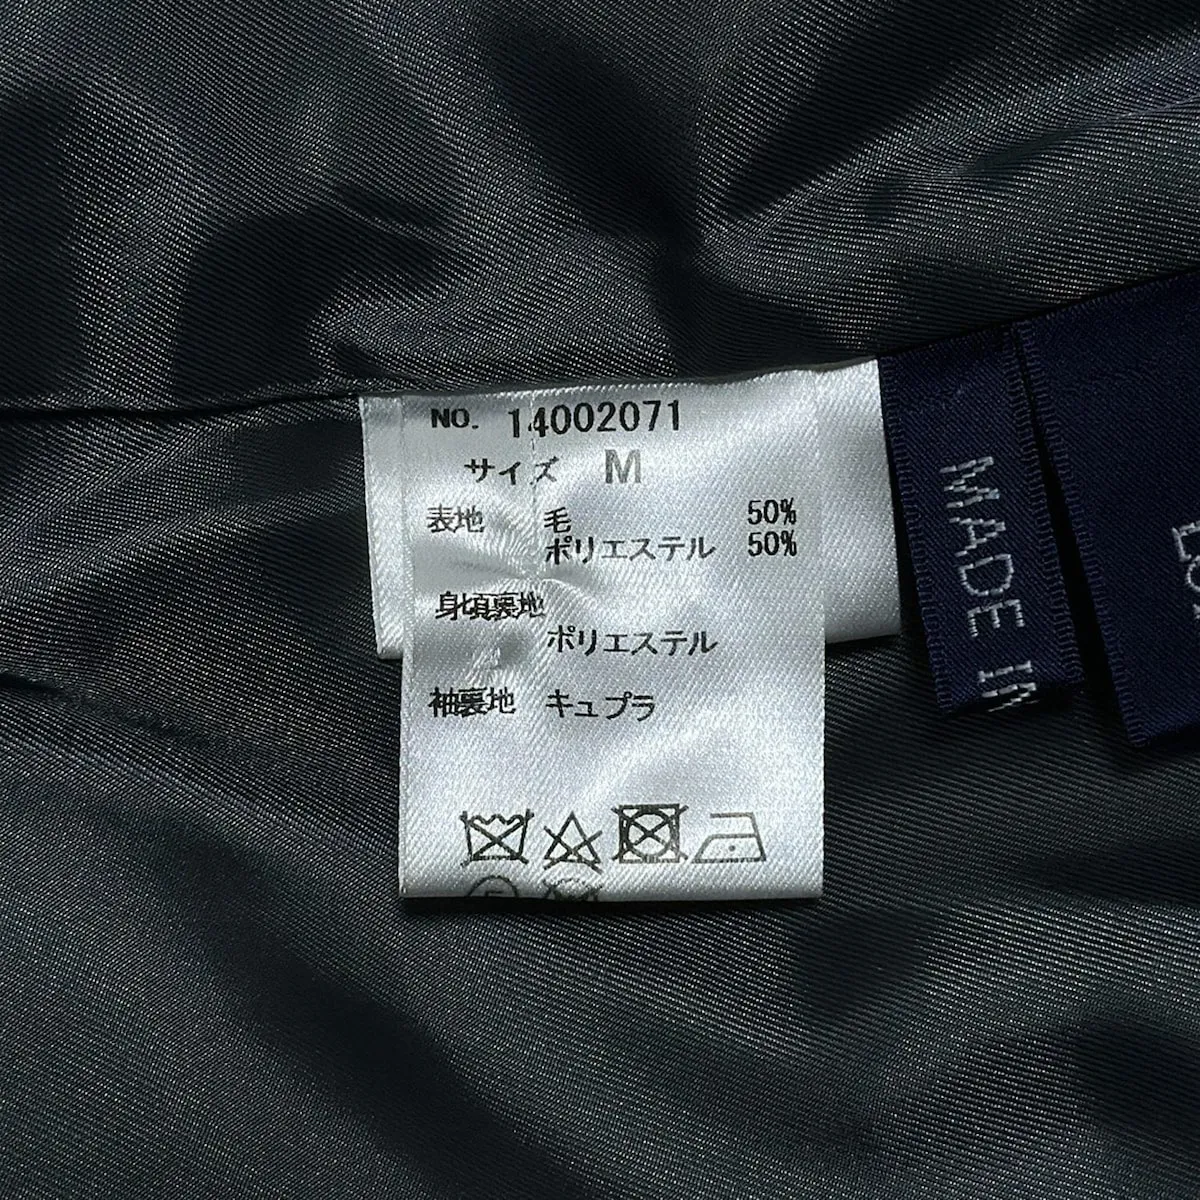 NO. 14002071
サイズ M
表地 毛 50%
ポリエステル 50%
身頃裏地
ポリエステル
袖裏地 キュプラ
MADE IN